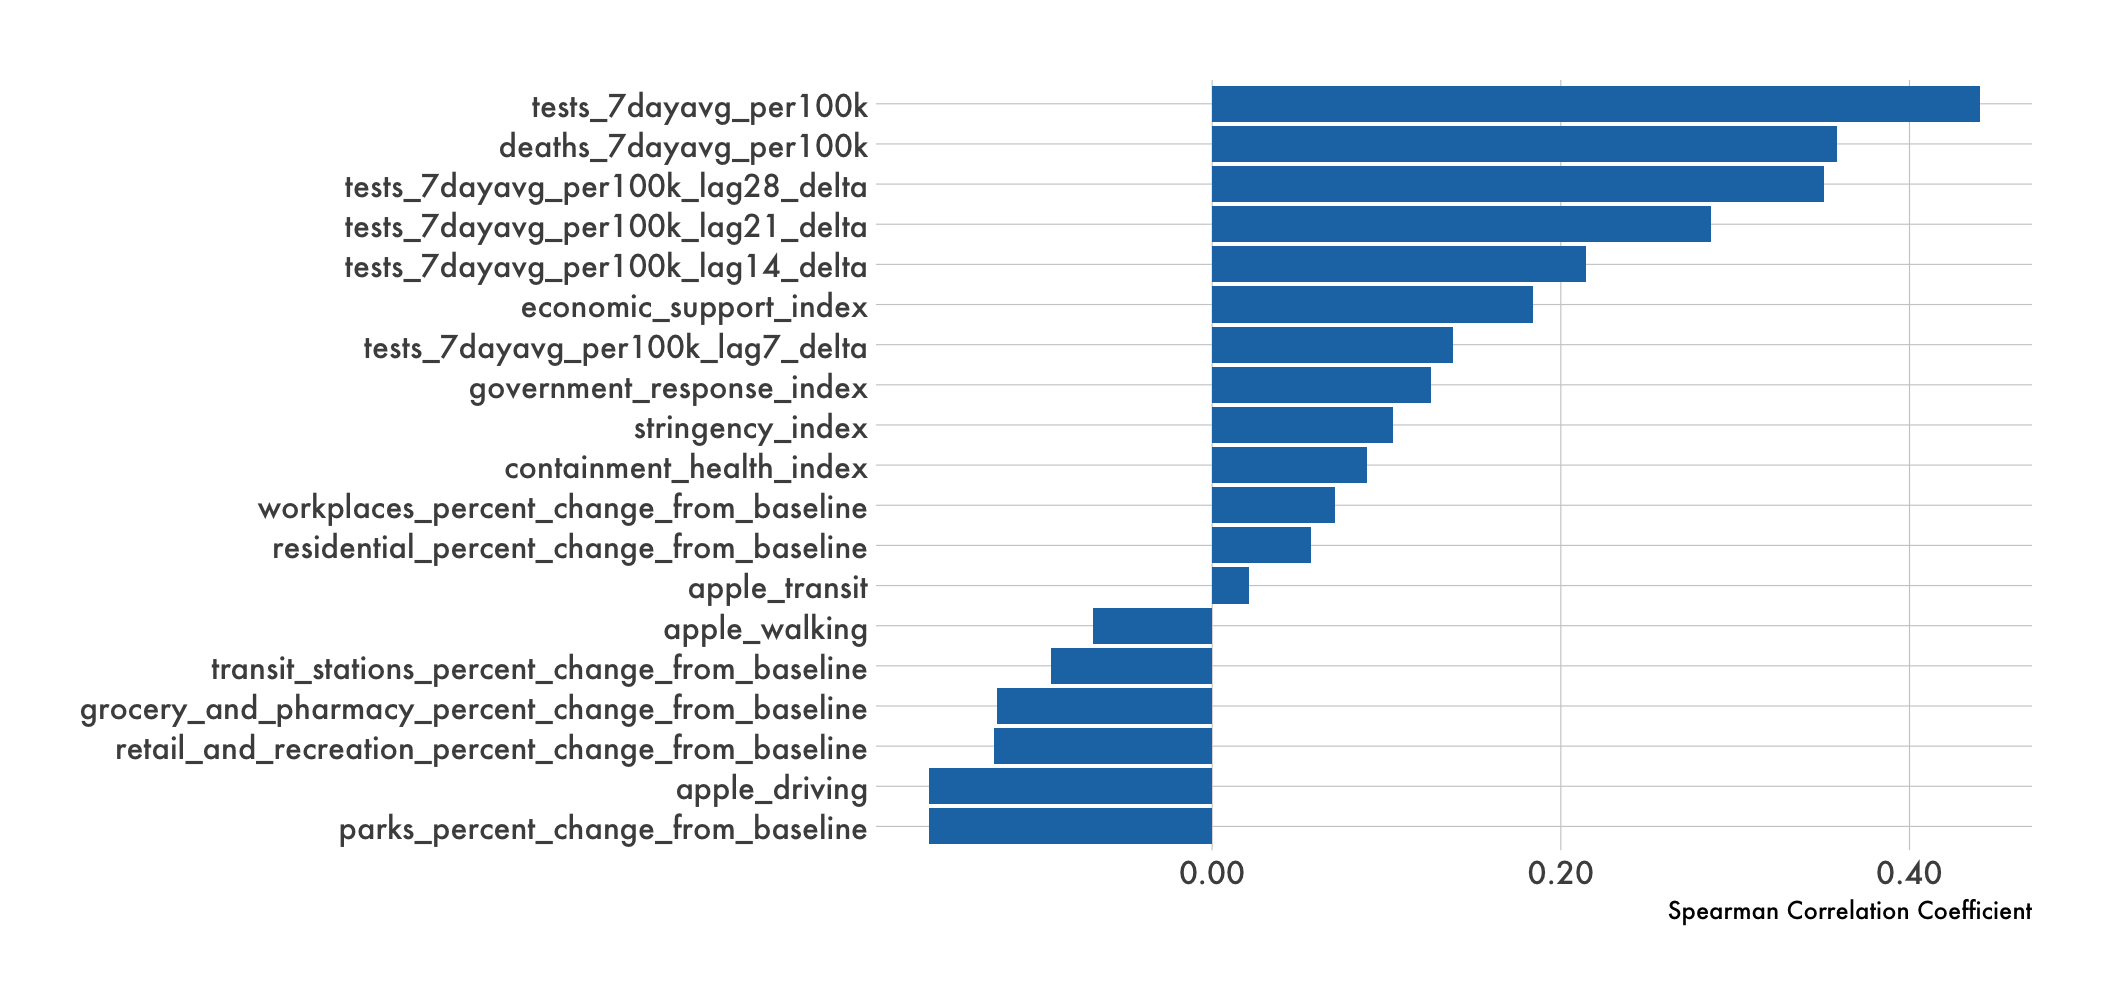 tests_7dayavg_per100k
deaths_7dayavg_per100k
tests_7dayavg_per100k_lag28_delta
tests_7dayavg_per100k_lag21_delta
tests_7dayavg_per100k_lag14_delta
economic_support_index
tests_7dayavg_per100k_lag7_delta
government_response_index
stringency_index
containment_health_index
workplaces_percent_change_from_baseline
residential_percent_change_from_baseline
apple_transit
apple_walking
transit_stations_percent_change_from_baseline
grocery_and_pharmacy_percent_change_from_baseline
retail_and_recreation_percent_change_from_baseline
apple_driving
parks_percent_change_from_baseline
0.00 0.20 0.40
Spearman Correlation Coefficient